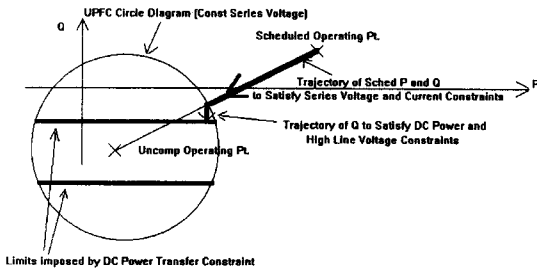 UPFC Circle Diagram (Const Series Voltage)
Q
Scheduled Operating Pt.
P
Trajectory of Sched P and Q
to Satisfy Series Voltage and Current Constraints
Trajectory of Q to Satisfy DC Power and
High Line Voltage Constraints
Uncomp Operating Pt.
Limits Imposed by DC Power Transfer Constraint